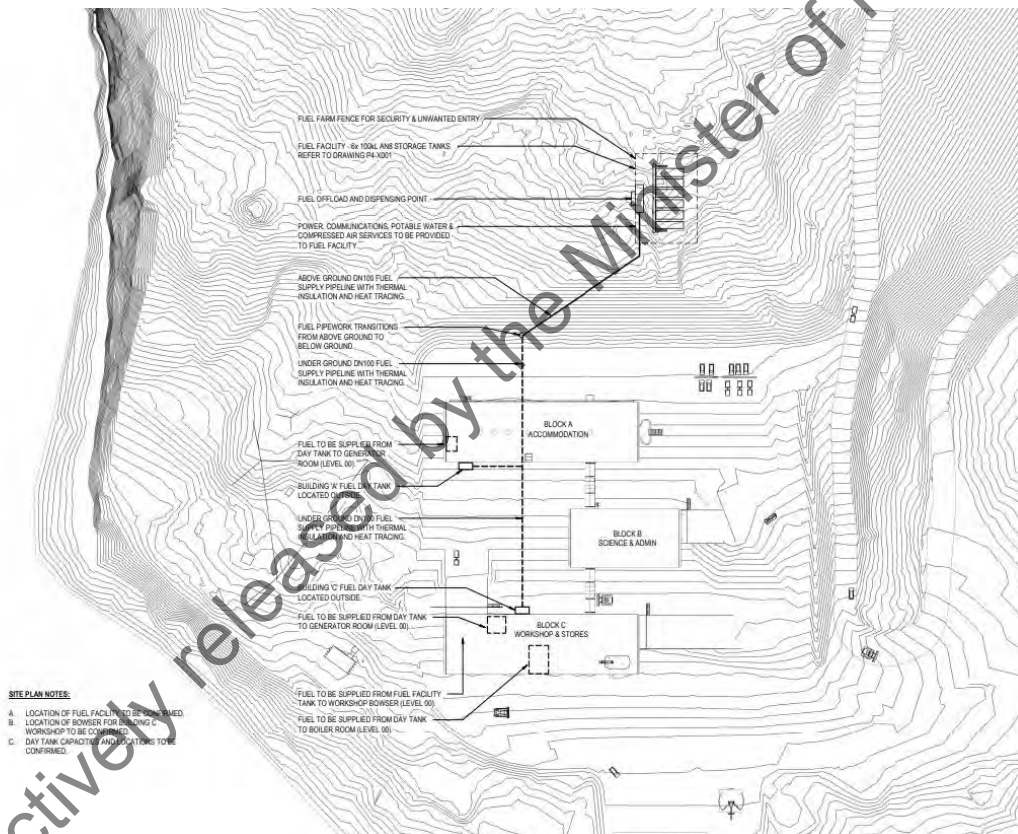 FUEL FARM FENCE FOR SECURITY & UNWANTED ENTRY
FUEL FACILITY - 6x 100kL AN8 STORAGE TANKS.
REFER TO DRAWING P4-X001
FUEL OFFLOAD AND DISPENSING POINT
POWER, COMMUNICATIONS, POTABLE WATER &
COMPRESSED AIR SERVICES TO BE PROVIDED
TO FUEL FACILITY.
ABOVE GROUND DN100 FUEL
SUPPLY PIPELINE WITH THERMAL
INSULATION AND HEAT TRACING.
FUEL PIPEWORK TRANSITIONS
FROM ABOVE GROUND TO
BELOW GROUND
UNDER GROUND DN100 FUEL
SUPPLY PIPELINE WITH THERMAL
INSULATION AND HEAT TRACING.
BLOCK A
ACCOMMODATION
FUEL TO BE SUPPLIED FROM
DAY TANK TO GENERATOR
ROOM (LEVEL 00).
BUILDING 'A' FUEL DAY TANK
LOCATED OUTSIDE.
UNDER GROUND DN100 FUEL
SUPPLY PIPELINE WITH THERMAL
INSULATION AND HEAT TRACING.
BLOCK B
SCIENCE & ADMIN
BUILDING 'C' FUEL DAY TANK
LOCATED OUTSIDE.
FUEL TO BE SUPPLIED FROM DAY TANK
TO GENERATOR ROOM (LEVEL 00).
BLOCK C
WORKSHOP & STORES
FUEL TO BE SUPPLIED FROM FUEL FACILITY
TANK TO WORKSHOP BOWSER (LEVEL 00)
FUEL TO BE SUPPLIED FROM DAY TANK
TO BOILER ROOM (LEVEL 00).
SITE PLAN NOTES:
A. LOCATION OF FUEL FACILITY TO BE CONFIRMED.
B. LOCATION OF BOWSER FOR BUILDING C
WORKSHOP TO BE CONFIRMED.
C. DAY TANK CAPACITIES AND LOCATIONS TO BE
CONFIRMED.
ctively released by the Minister of